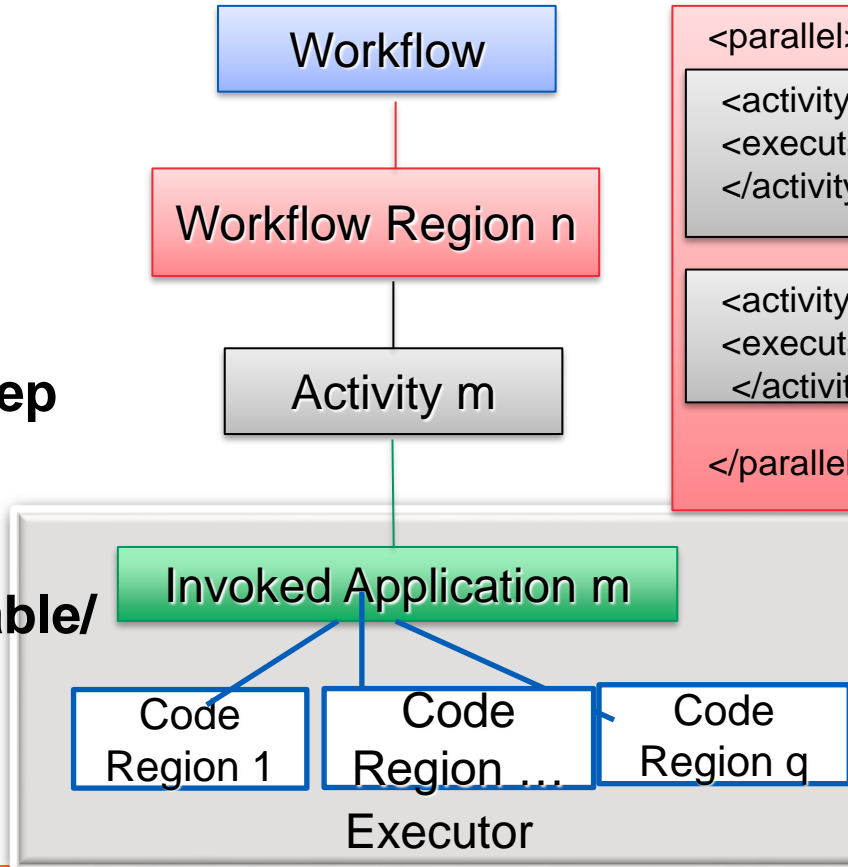 Workflow
Workflow Region n
Activity m
Invoked Application m
Code
Region 1
Code
Region ...
Code
Region q
Executor
ep
able/
<parallel>
<activity
<execut
</activity
<activity
<execut
</activit
</parallel